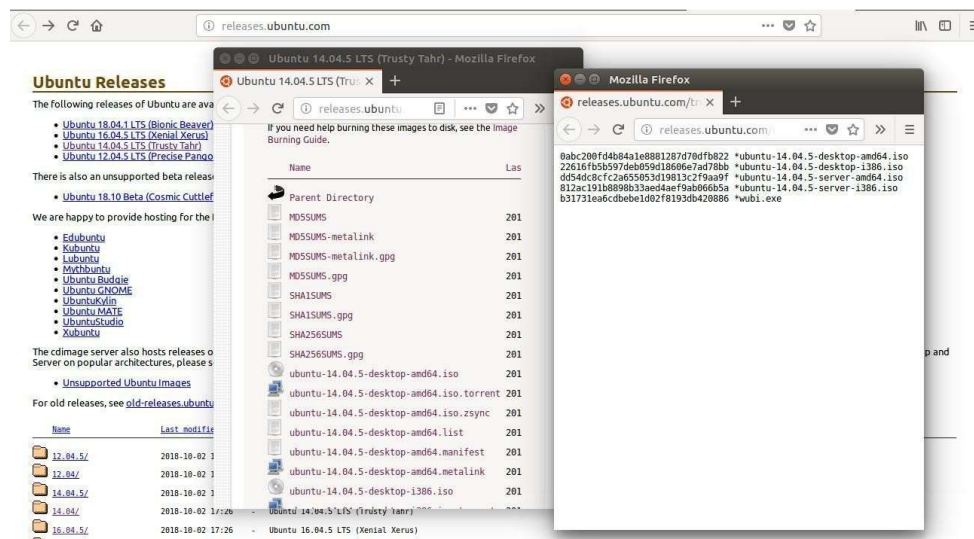 releases.ubuntu.com
Ubuntu Releases
The following releases of Ubuntu are ava
Ubuntu 18.04.1 LTS (Bionic Beaver)
Ubuntu 16.04.5 LTS (Xenial Xerus)
Ubuntu 14.04.5 LTS (Trusty Tahr)
Ubuntu 12.04.5 LTS (Precise Pango
There is also an unsupported beta releas
Ubuntu 18.10 Beta (Cosmic Cuttlef
We are happy to provide hosting for the
Edubuntu
Kubuntu
Lubuntu
Mythbuntu
Ubuntu Budgie
Ubuntu GNOME
UbuntuKylin
Ubuntu MATE
UbuntuStudio
Xubuntu
The cdimage server also hosts releases o
p and
Server on popular architectures, please s
Unsupported Ubuntu Images
For old releases, see old-releases.ubuntu
Name Last modifie
12.04.5/ 2018-10-02 1
12.04/ 2018-10-02 1
14.04.5/ 2018-10-02 1
14.04/ 2018-10-02 17:26 - Ubuntu 14.04.5 LTS (Trusty Tahr)
16.04.5/ 2018-10-02 17:26 - Ubuntu 16.04.5 LTS (Xenial Xerus)
Ubuntu 14.04.5 LTS (Trusty Tahr) - Mozilla Firefox
Ubuntu 14.04.5 LTS (Trus
releases.ubuntu
If you need help burning these images to disk, see the Image
Burning Guide.
Name Las
Parent Directory
MD5SUMS 201
MD5SUMS-metalink 201
MD5SUMS-metalink.gpg 201
MD5SUMS.gpg 201
SHA1SUMS 201
SHA1SUMS.gpg 201
SHA256SUMS 201
SHA256SUMS.gpg 201
ubuntu-14.04.5-desktop-amd64.iso 201
ubuntu-14.04.5-desktop-amd64.iso.torrent 201
ubuntu-14.04.5-desktop-amd64.iso.zsync 201
ubuntu-14.04.5-desktop-amd64.list 201
ubuntu-14.04.5-desktop-amd64.manifest 201
ubuntu-14.04.5-desktop-amd64.metalink 201
ubuntu-14.04.5-desktop-i386.iso 201
Mozilla Firefox
releases.ubuntu.com/tr
releases.ubuntu.com/
0abc200fd4b84a1e8881287d70dfb822 *ubuntu-14.04.5-desktop-amd64.iso
22616fb5b597deb059d18606e7ad78bb *ubuntu-14.04.5-desktop-i386.iso
dd54dc8cfc2a655053d19813c2f9aa9f *ubuntu-14.04.5-server-amd64.iso
812ac191b8898b33aed4aef9ab066b5a *ubuntu-14.04.5-server-i386.iso
b31731ea6cdbebe1d02f8193db420886 *wubi.exe